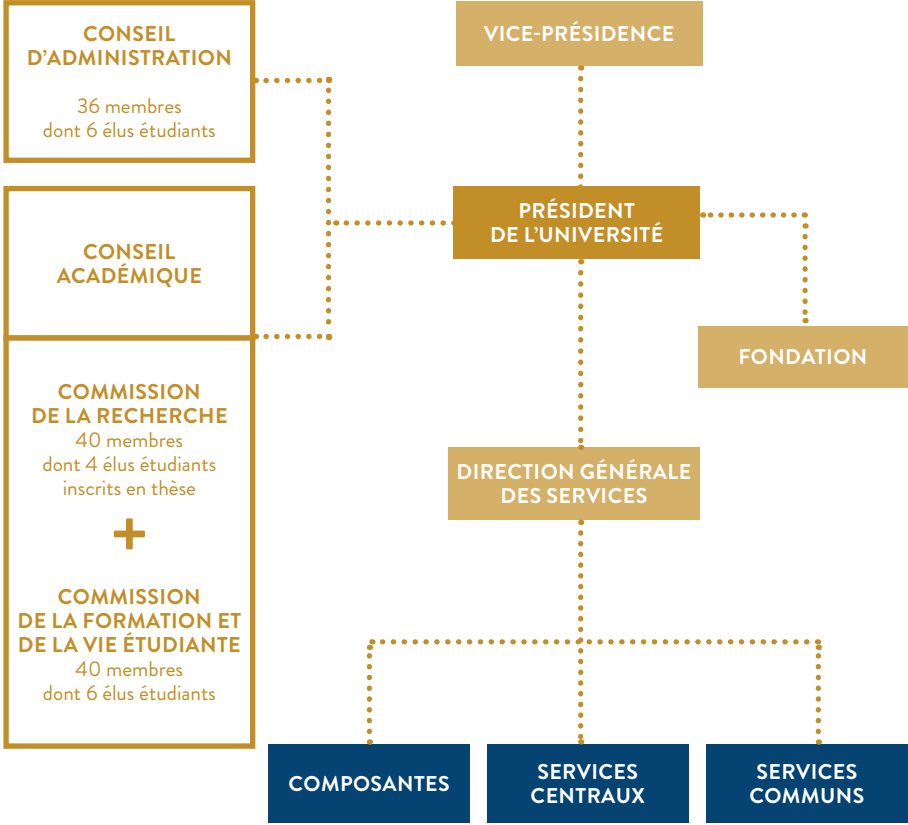 CONSEIL
D'ADMINISTRATION
36 membres
dont 6 élus étudiants
CONSEIL
ACADÉMIQUE
COMMISSION
DE LA RECHERCHE
40 membres
dont 4 élus étudiants
inscrits en thèse
+
COMMISSION
DE LA FORMATION ET
DE LA VIE ÉTUDIANTE
40 membres
dont 6 élus étudiants
VICE-PRÉSIDENCE
PRÉSIDENT
DE L'UNIVERSITÉ
FONDATION
DIRECTION GÉNÉRALE
DES SERVICES
COMPOSANTES
SERVICES
CENTRAUX
SERVICES
COMMUNS